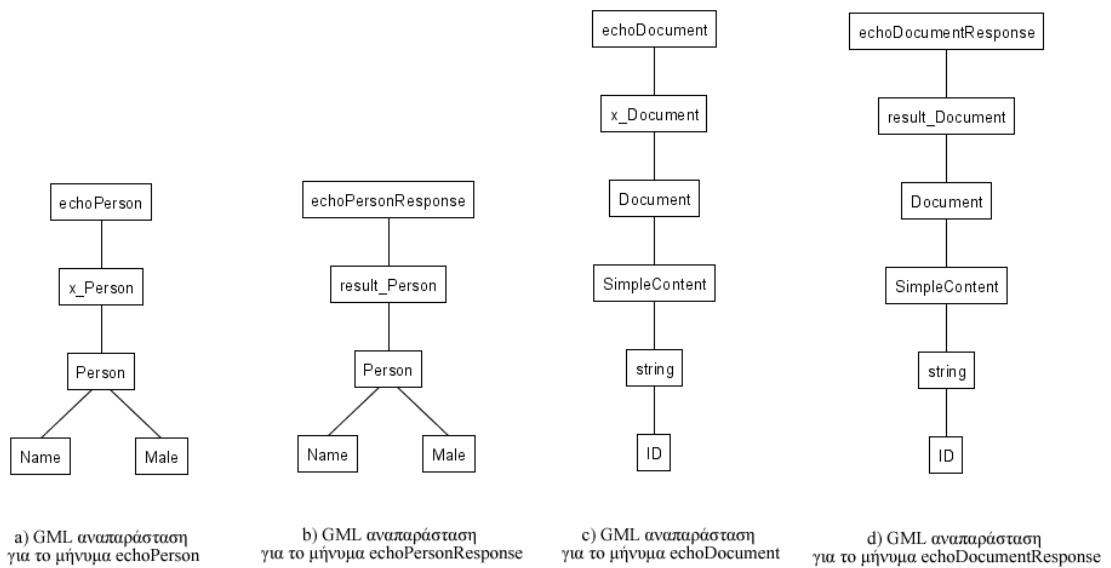 echoPerson
x_Person
Person
Name
Male
a) GML αναπαράσταση
για το μήνυμα echoPerson
echoPersonResponse
result_Person
Person
Name
Male
b) GML αναπαράσταση
για το μήνυμα echoPersonResponse
echoDocument
x_Document
Document
SimpleContent
string
ID
c) GML αναπαράσταση
για το μήνυμα echoDocument
echoDocumentResponse
result_Document
Document
SimpleContent
string
ID
d) GML αναπαράσταση
για το μήνυμα echoDocumentResponse